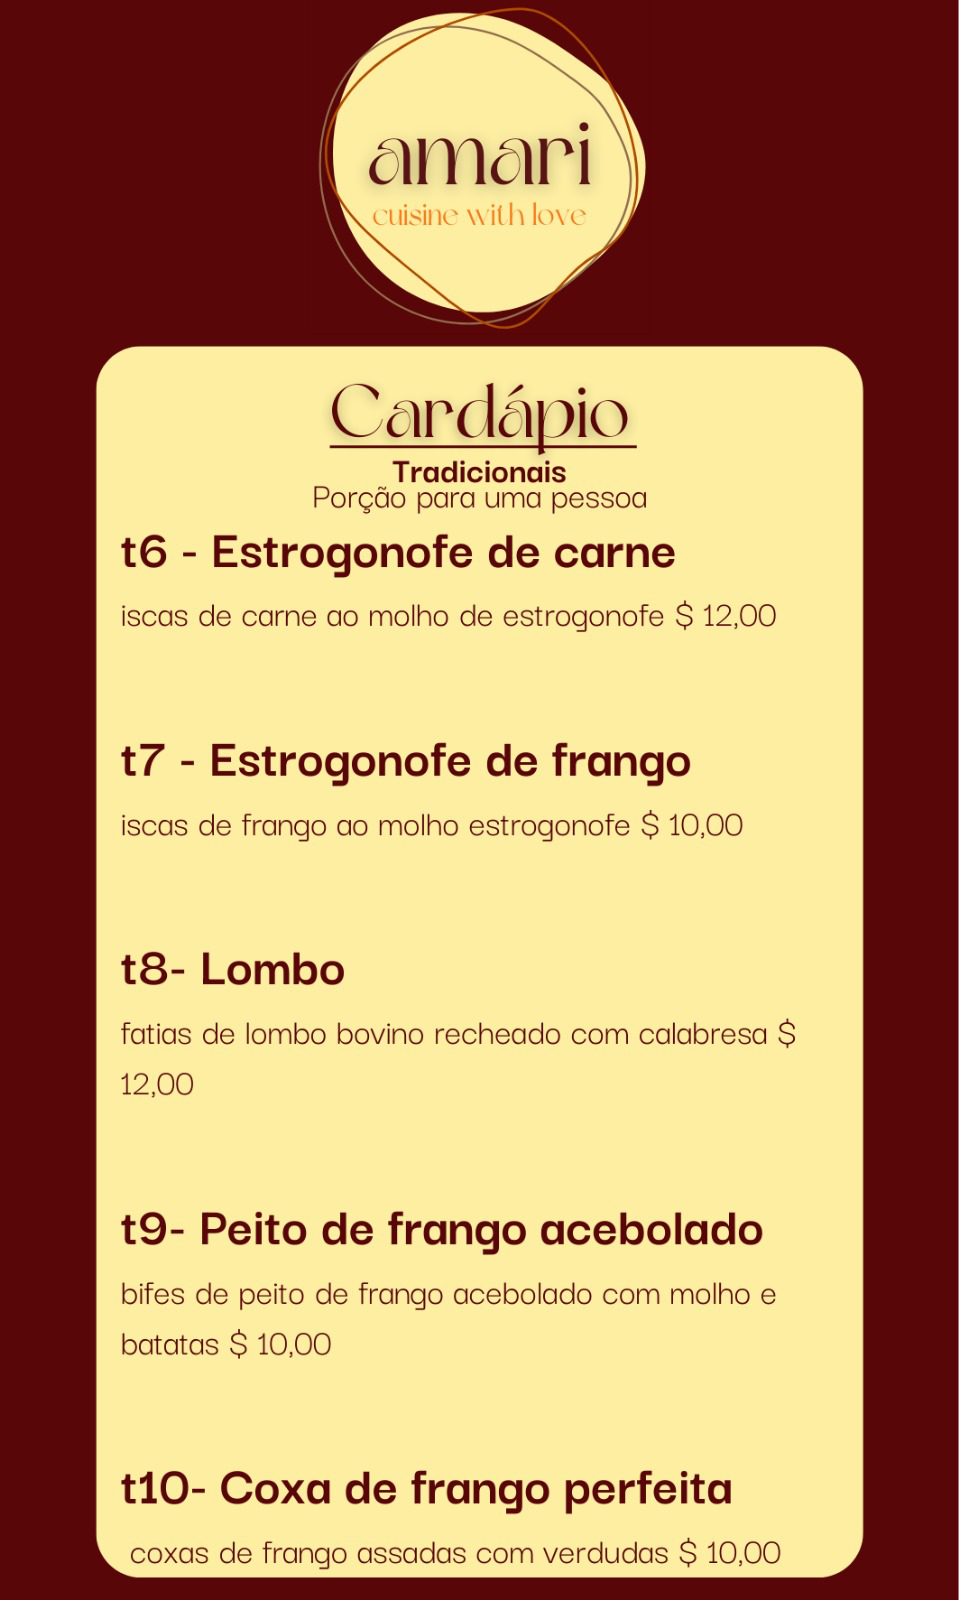 amari
cuisine with love
Cardápio
Tradicionais
Porção para uma pessoa
t6 - Estrogonofe de carne
iscas de carne ao molho de estrogonofe $ 12,00
t7 - Estrogonofe de frango
iscas de frango ao molho estrogonofe $ 10,00
t8- Lombo
fatias de lombo bovino recheado com calabresa $
12,00
t9- Peito de frango acebolado
bifes de peito de frango acebolado com molho e
batatas $ 10,00
t10- Coxa de frango perfeita
coxas de frango assadas com verdudas $ 10,00